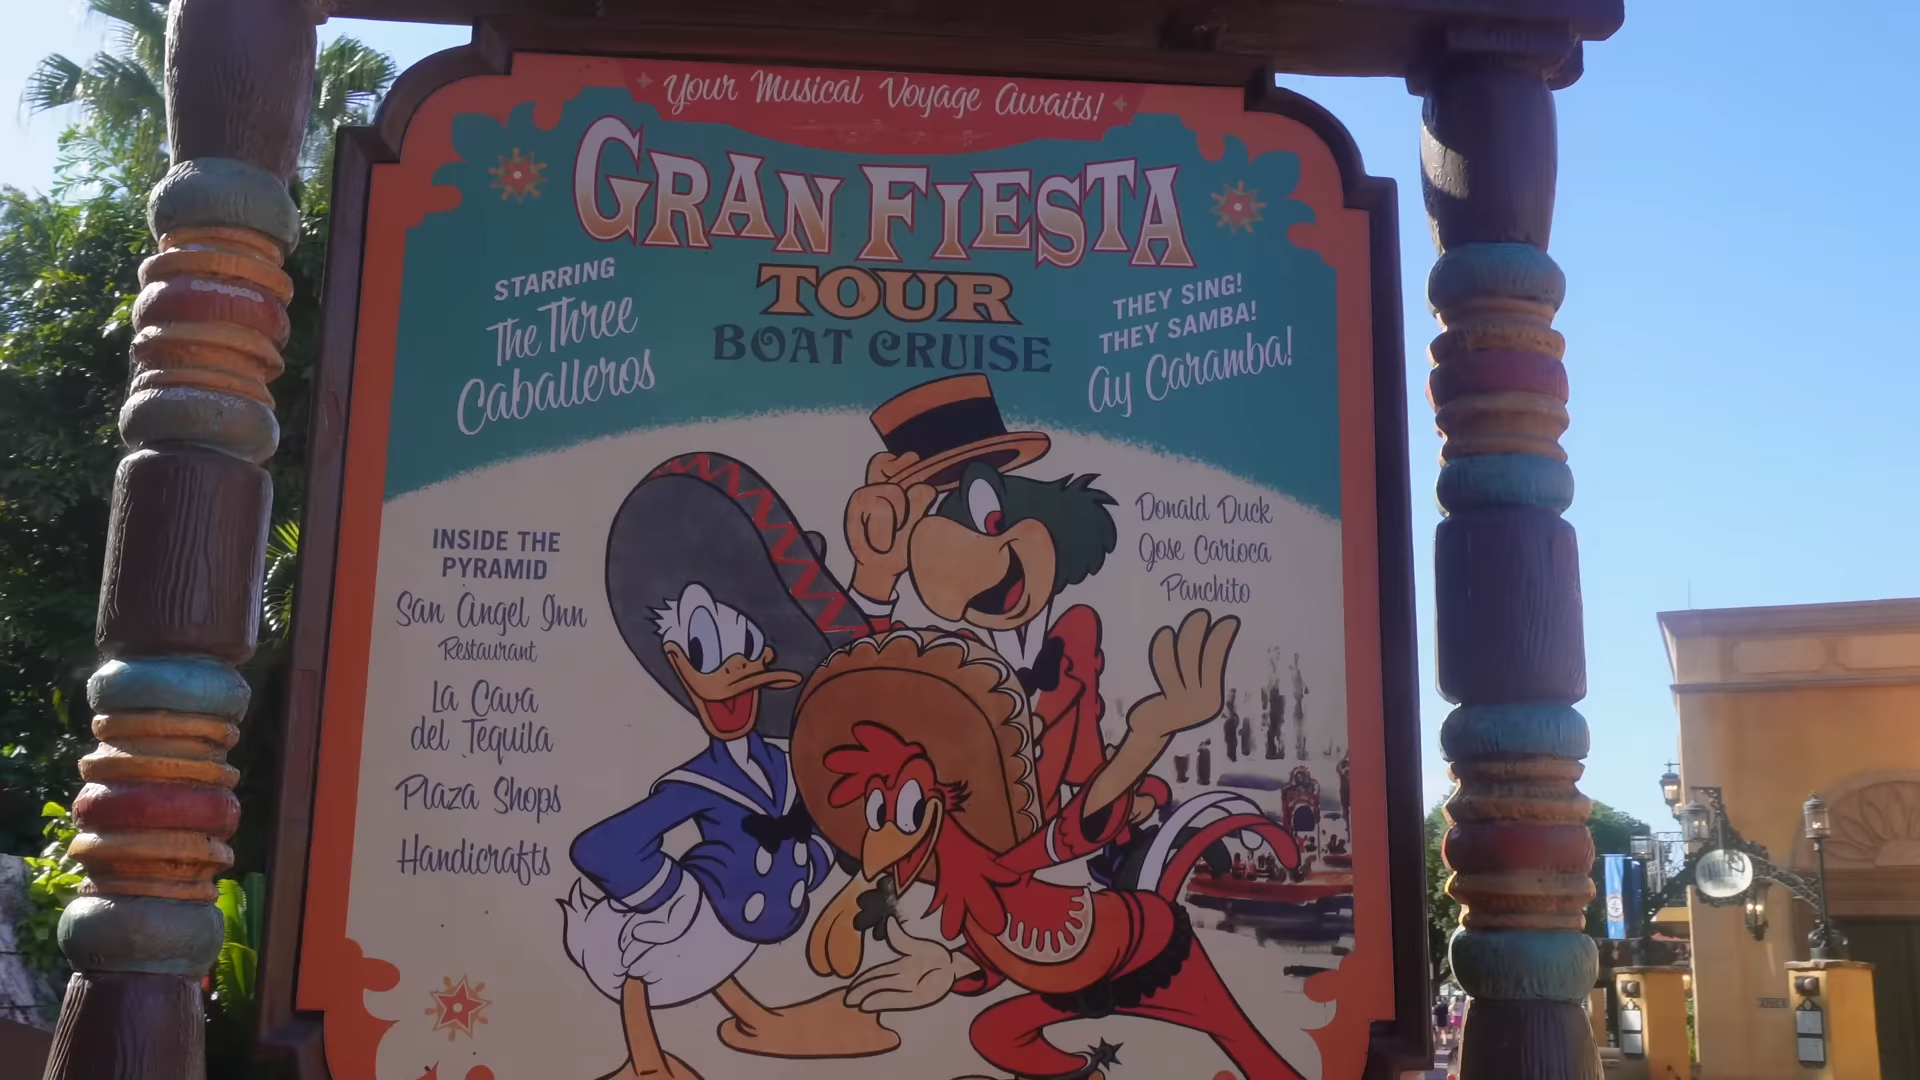 Your Musical Voyage Awaits!
GRAN FIESTA
TOUR
BOAT CRUISE
STARRING
The Three
Caballeros
THEY SING!
THEY SAMBA!
Ay Caramba!
Donald Duck
Jose Carioca
Panchito
INSIDE THE
PYRAMID
San Angel Inn
Restaurant
La Cava
del Tequila
Plaza Shops
Handicrafts